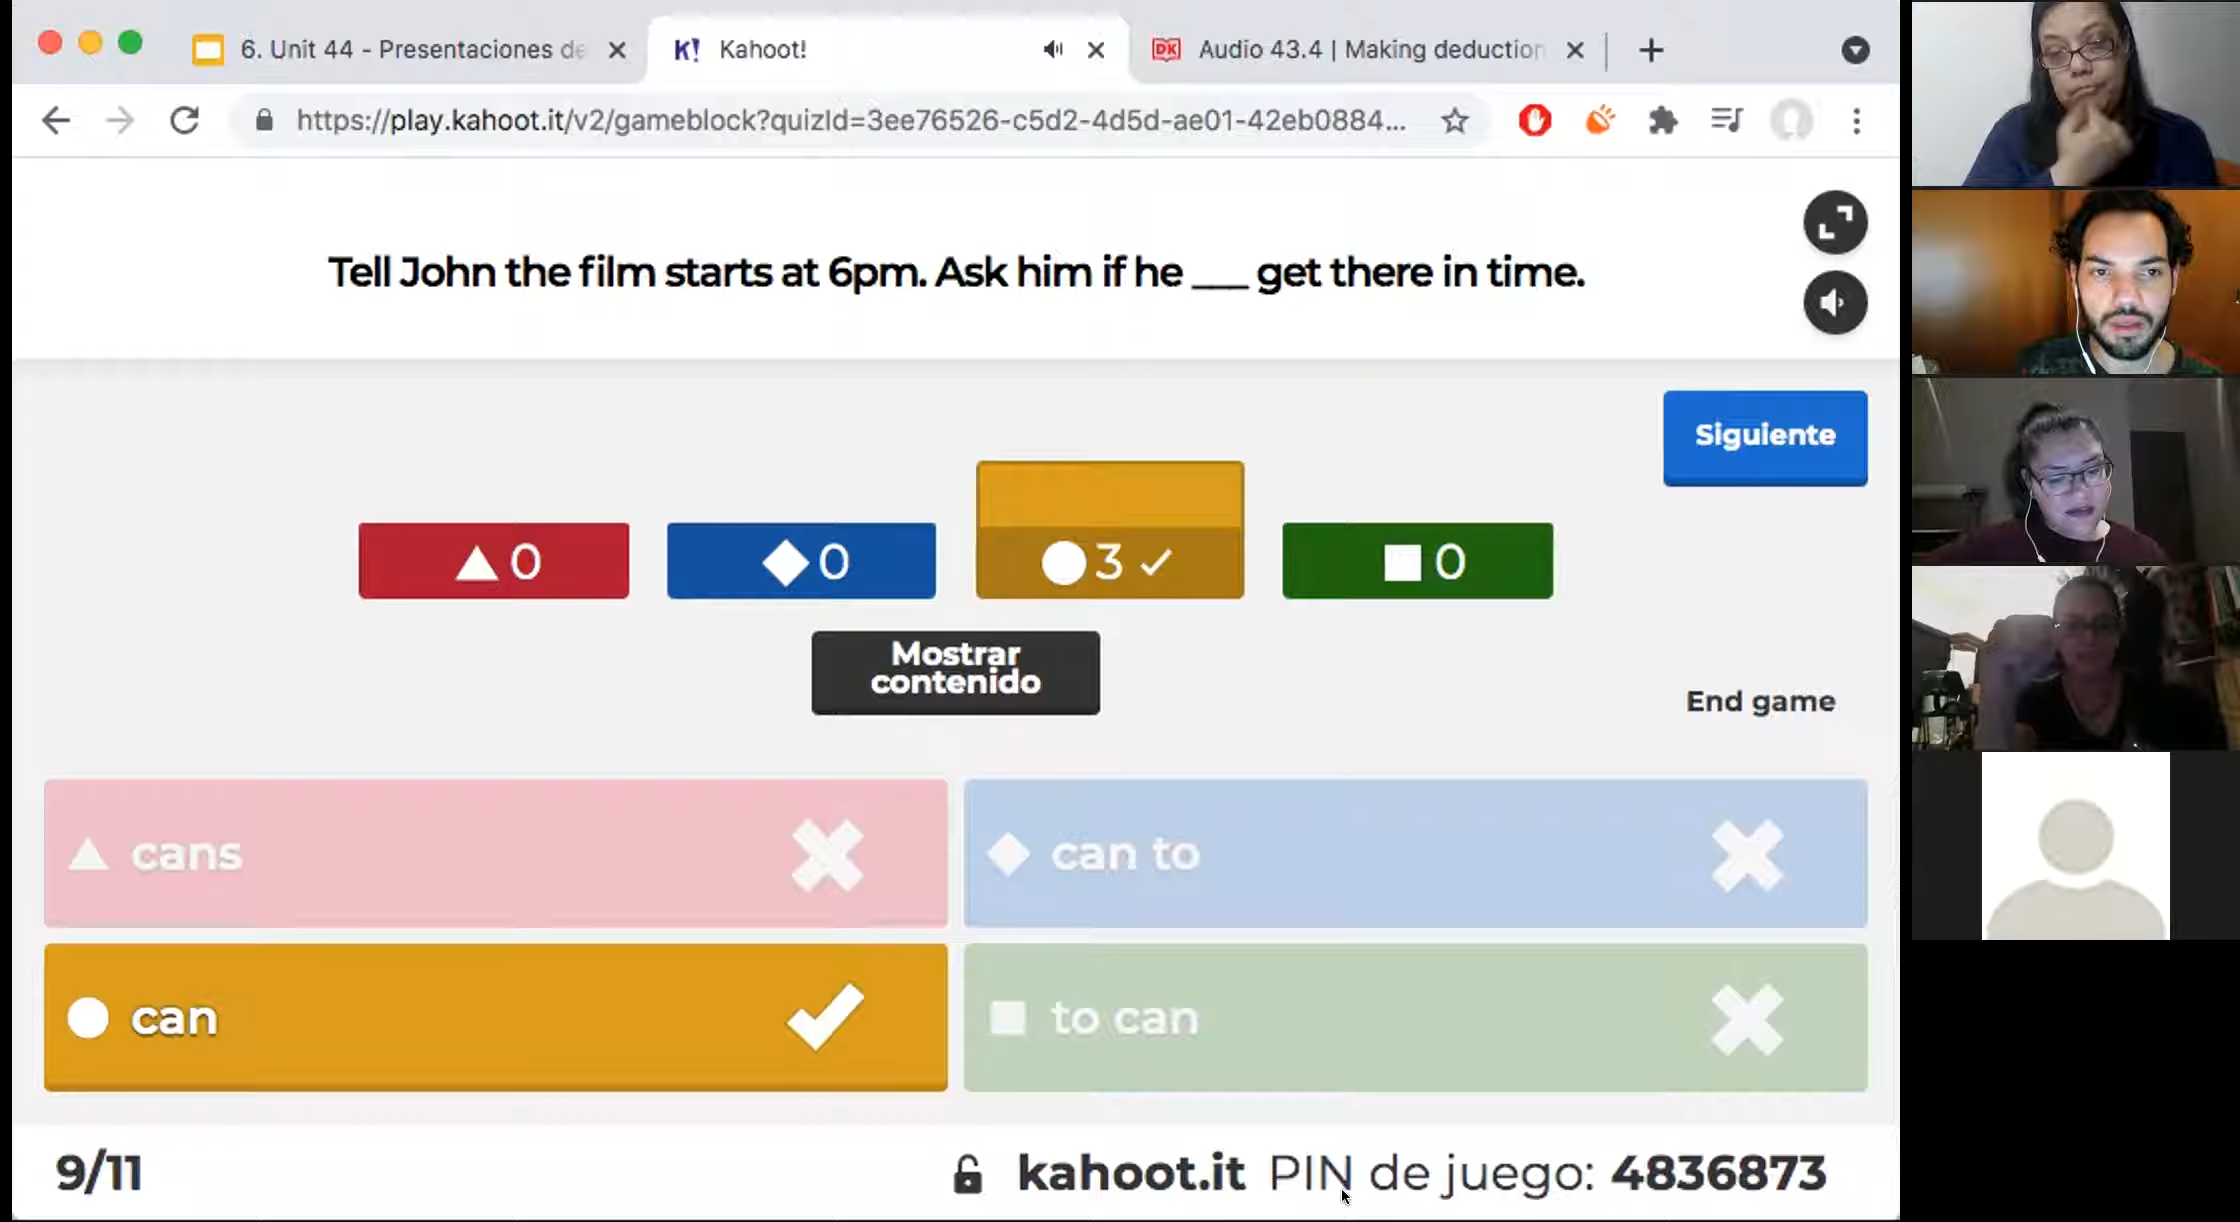 6. Unit 44 - Presentaciones de
K! Kahoot!
DK Audio 43.4 | Making deduction
https://play.kahoot.it/v2/gameblock?quizId=3ee76526-c5d2-4d5d-ae01-42eb0884...
Tell John the film starts at 6pm. Ask him if he ___ get there in time.
Siguiente
0
0
3
0
Mostrar
contenido
End game
cans
can to
can
to can
9/11
kahoot.it PIN de juego: 4836873